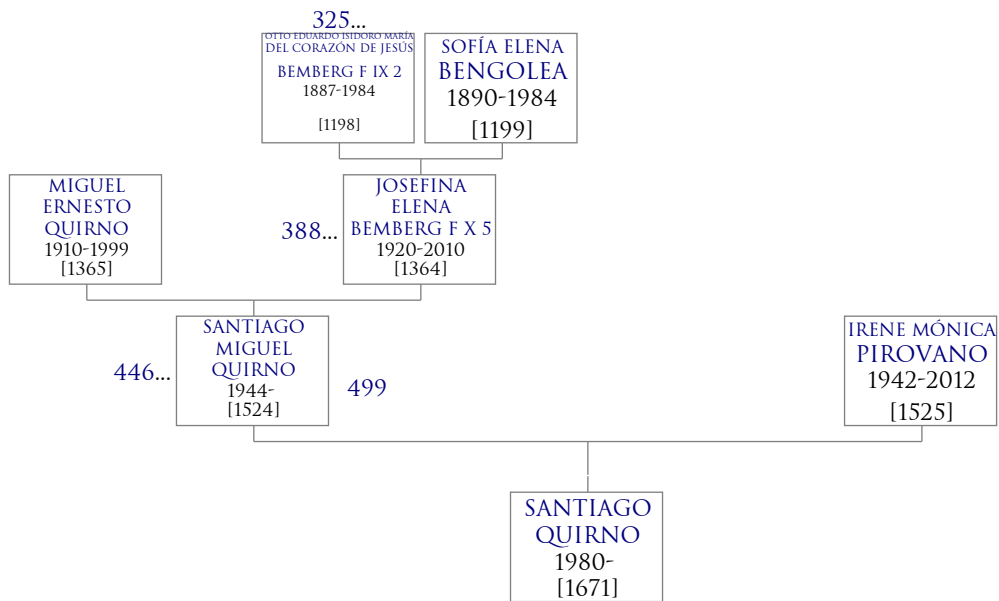 325...
OTTO EDUARDO ISIDORO MARÍA
DEL CORAZÓN DE JESÚS
BEMBERG F IX 2
1887-1984
[1198]
SOFÍA ELENA
BENGOLEA
1890-1984
[1199]
MIGUEL
ERNESTO
QUIRNO
1910-1999
[1365]
388...
JOSEFINA
ELENA
BEMBERG F X 5
1920-2010
[1364]
446...
SANTIAGO
MIGUEL
QUIRNO
1944-
[1524]
499
IRENE MÓNICA
PIROVANO
1942-2012
[1525]
SANTIAGO
QUIRNO
1980-
[1671]